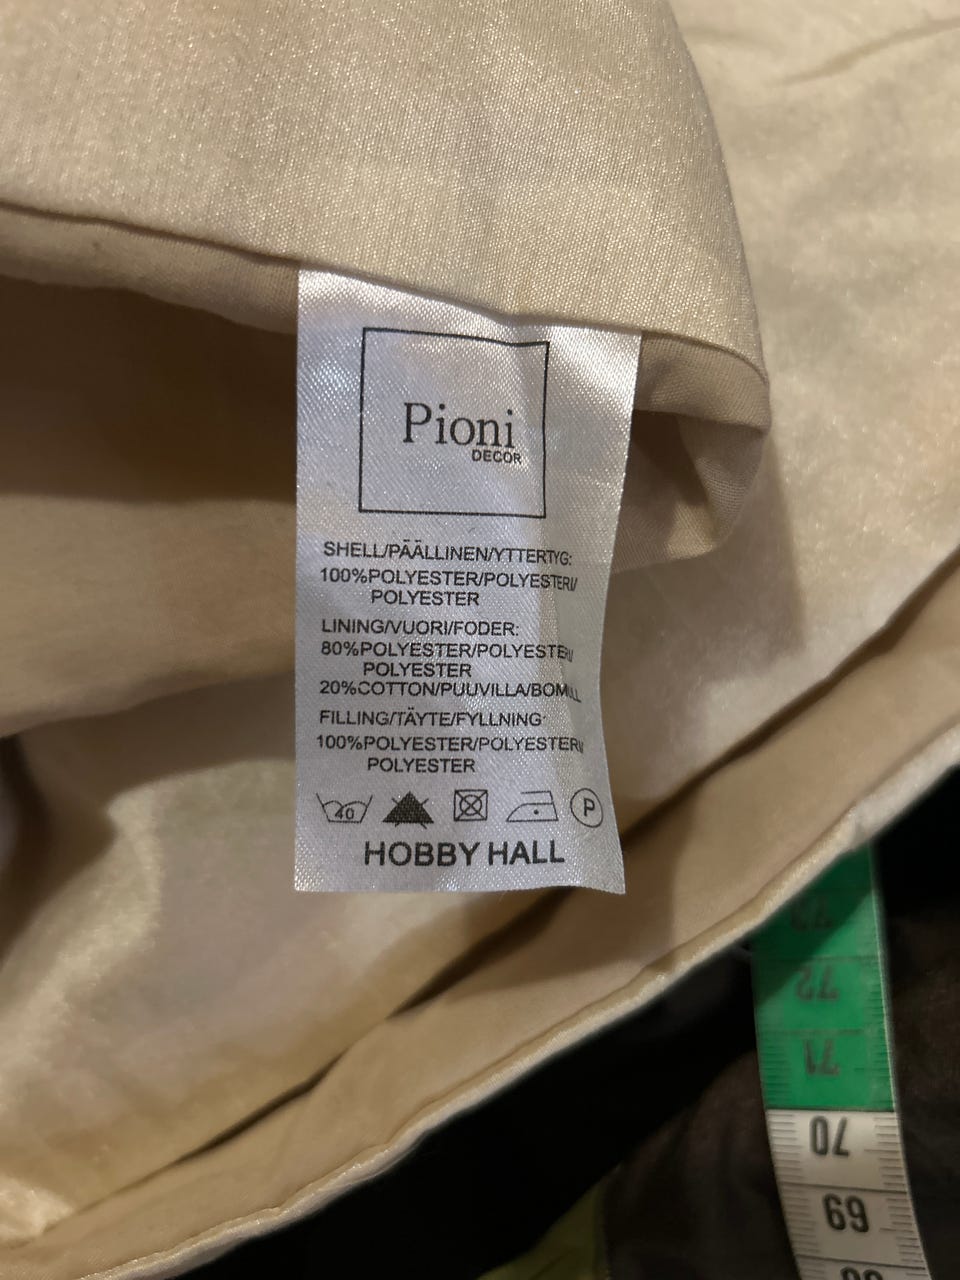 Pioni
DECOR
SHELL/PÄÄLLINEN/YTTERTYG:
100%POLYESTER/POLYESTERI/
POLYESTER
LINING/VUORI/FODER:
80%POLYESTER/POLYESTERI/
POLYESTER
20%COTTON/PUUVILLA/BOMULL
FILLING/TÄYTE/FYLLNING:
100%POLYESTER/POLYESTERI/
POLYESTER
40
P
HOBBY HALL
73
72
71
70
69